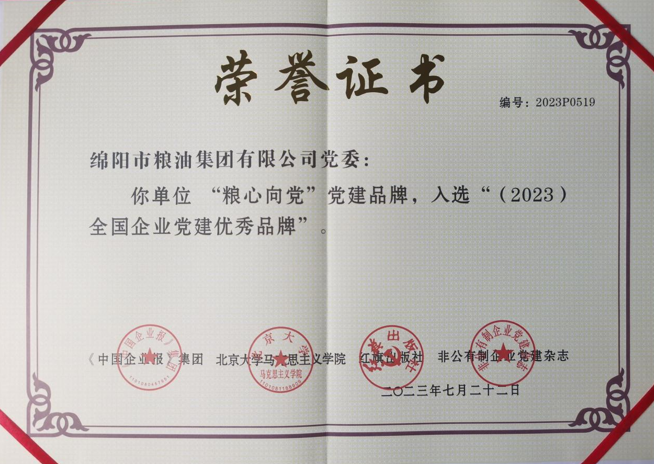 荣誉证书
编号：2023P0519
绵阳市粮油集团有限公司党委：
你单位 “粮心向党”党建品牌，入选“（2023）
全国企业党建优秀品牌”。
《中国企业报》集团 北京大学马克思主义学院 红旗出版社 非公有制企业党建杂志
二〇二三年七月二十二日